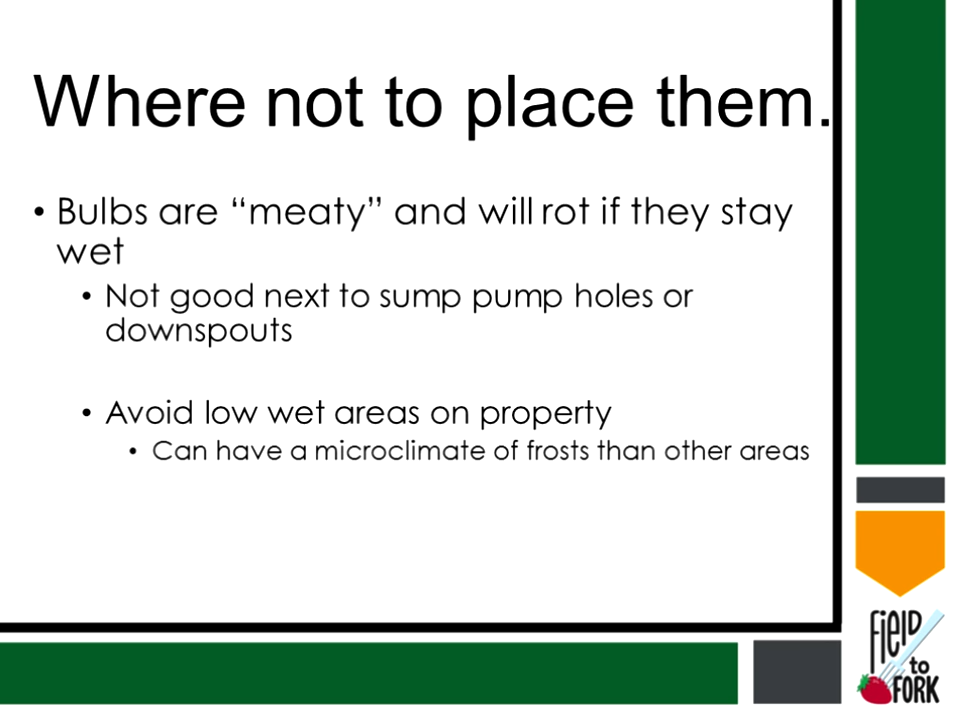 Where not to place them.
• Bulbs are “meaty” and will rot if they stay
wet
• Not good next to sump pump holes or
downspouts
• Avoid low wet areas on property
• Can have a microclimate of frosts than other areas
FielD
to
FORK